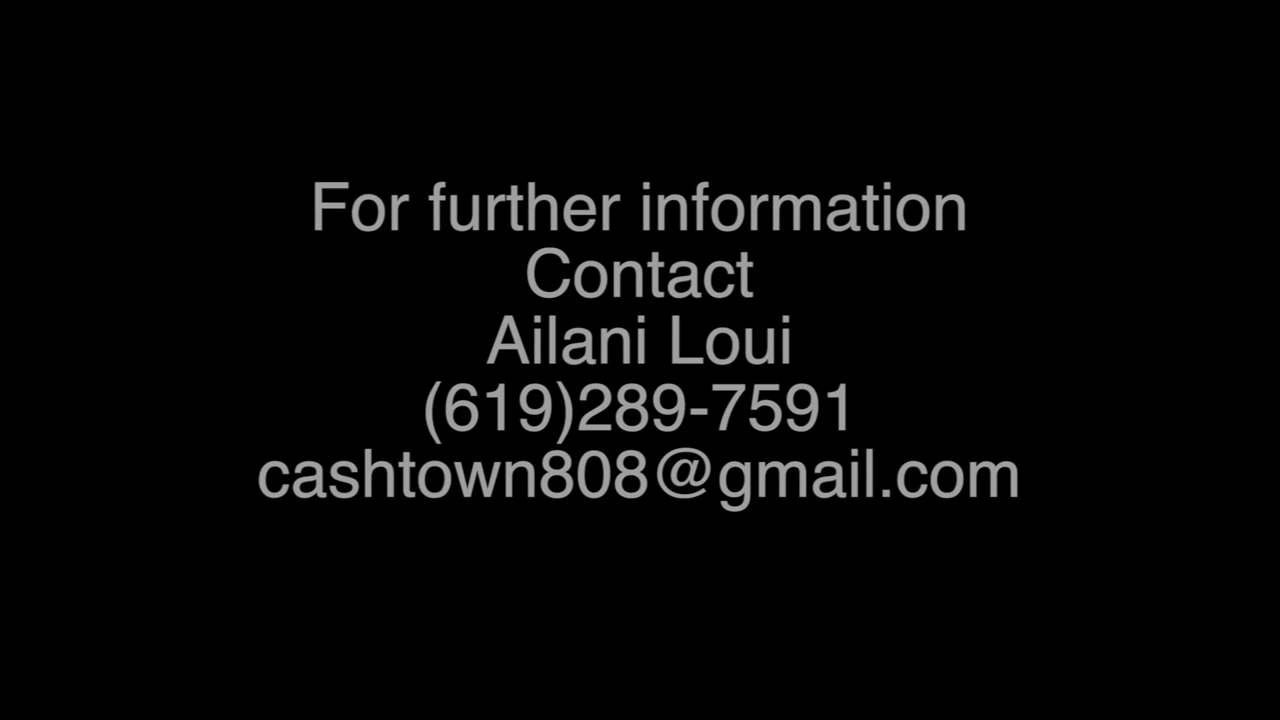 For further information
Contact
Ailani Loui
(619)289-7591
cashtown808@gmail.com